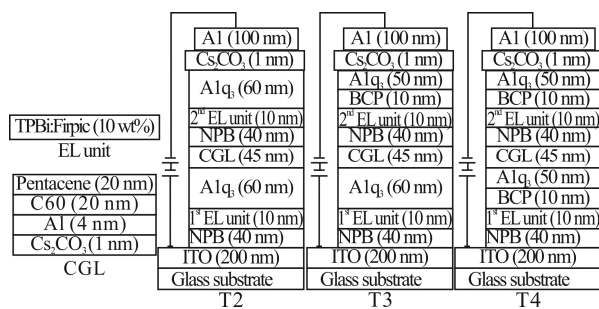 TPBi:Firpic (10 wt%)
EL unit
Pentacene (20 nm)
C60 (20 nm)
Al (4 nm)
Cs₂CO₃ (1 nm)
CGL
Al (100 nm)
Cs₂CO₃ (1 nm)
Alq₃ (60 nm)
2nd EL unit (10 nm)
NPB (40 nm)
CGL (45 nm)
Alq₃ (60 nm)
1st EL unit (10 nm)
NPB (40 nm)
ITO (200 nm)
Glass substrate
T2
Al (100 nm)
Cs₂CO₃ (1 nm)
Alq₃ (50 nm)
BCP (10 nm)
2nd EL unit (10 nm)
NPB (40 nm)
CGL (45 nm)
Alq₃ (60 nm)
1st EL unit (10 nm)
NPB (40 nm)
ITO (200 nm)
Glass substrate
T3
Al (100 nm)
Cs₂CO₃ (1 nm)
Alq₃ (50 nm)
BCP (10 nm)
2nd EL unit (10 nm)
NPB (40 nm)
CGL (45 nm)
Alq₃ (50 nm)
BCP (10 nm)
1st EL unit (10 nm)
NPB (40 nm)
ITO (200 nm)
Glass substrate
T4